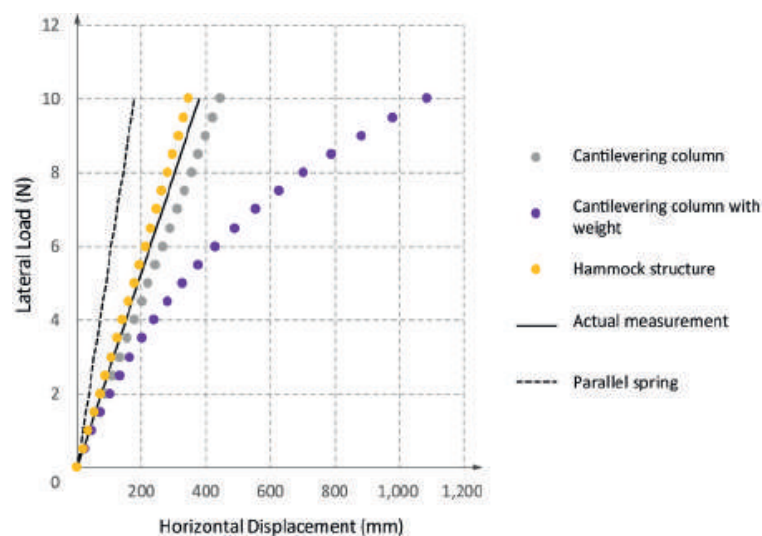 12
10
8
6
4
2
0
200
400
600
800
1,000
1,200
Lateral Load (N)
Horizontal Displacement (mm)
Cantilevering column
Cantilevering column with
weight
Hammock structure
Actual measurement
Parallel spring